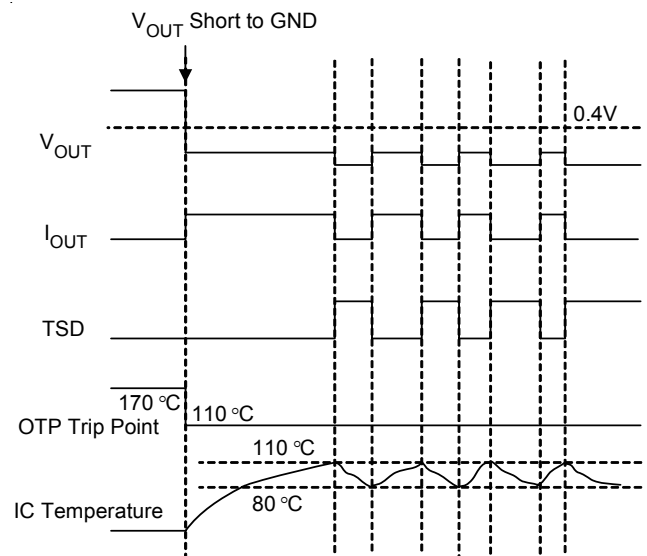 VOUT Short to GND
0.4V
VOUT
IOUT
TSD
170 °C
110 °C
OTP Trip Point
110 °C
80 °C
IC Temperature